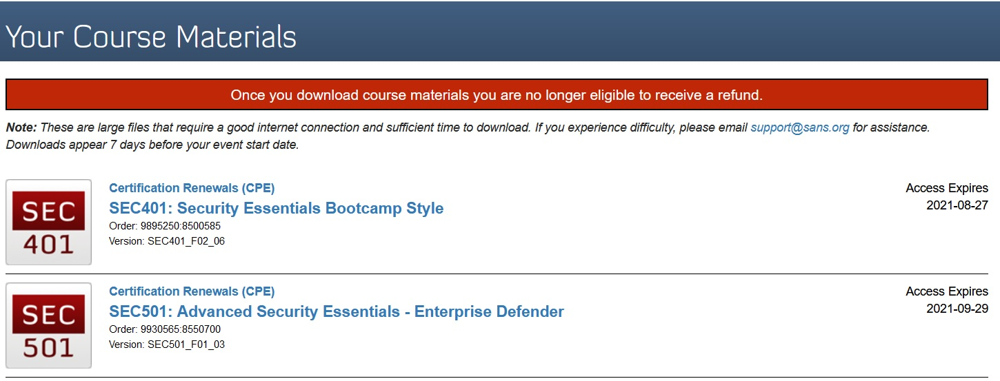 Your Course Materials
Once you download course materials you are no longer eligible to receive a refund.
Note: These are large files that require a good internet connection and sufficient time to download. If you experience difficulty, please email support@sans.org for assistance.
Downloads appear 7 days before your event start date.
SEC
401
Certification Renewals (CPE)
SEC401: Security Essentials Bootcamp Style
Order: 9895250:8500585
Version: SEC401_F02_06
Access Expires
2021-08-27
SEC
501
Certification Renewals (CPE)
SEC501: Advanced Security Essentials - Enterprise Defender
Order: 9930565:8550700
Version: SEC501_F01_03
Access Expires
2021-09-29